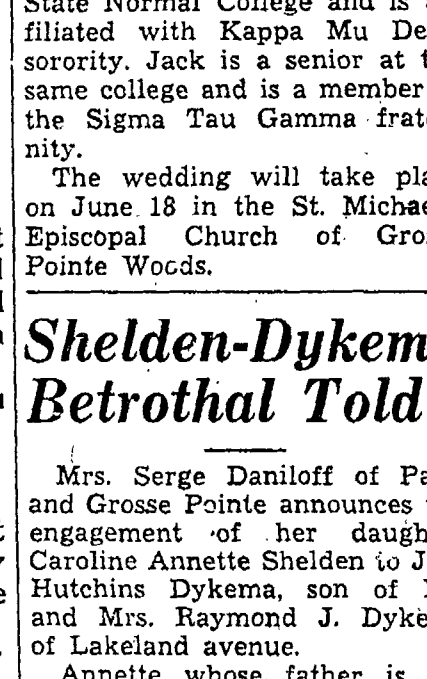 State Normal College and is a
filiated with Kappa Mu De
sorority. Jack is a senior at t
same college and is a member
the Sigma Tau Gamma frate
nity.
The wedding will take pla
on June 18 in the St. Michae
Episcopal Church of Gro
Pointe Woods.
Shelden-Dykem
Betrothal Told
Mrs. Serge Daniloff of Pa
and Grosse Pointe announces
engagement of her daugh
Caroline Annette Shelden to J
Hutchins Dykema, son of
and Mrs. Raymond J. Dyke
of Lakeland avenue.
Annette whose father is